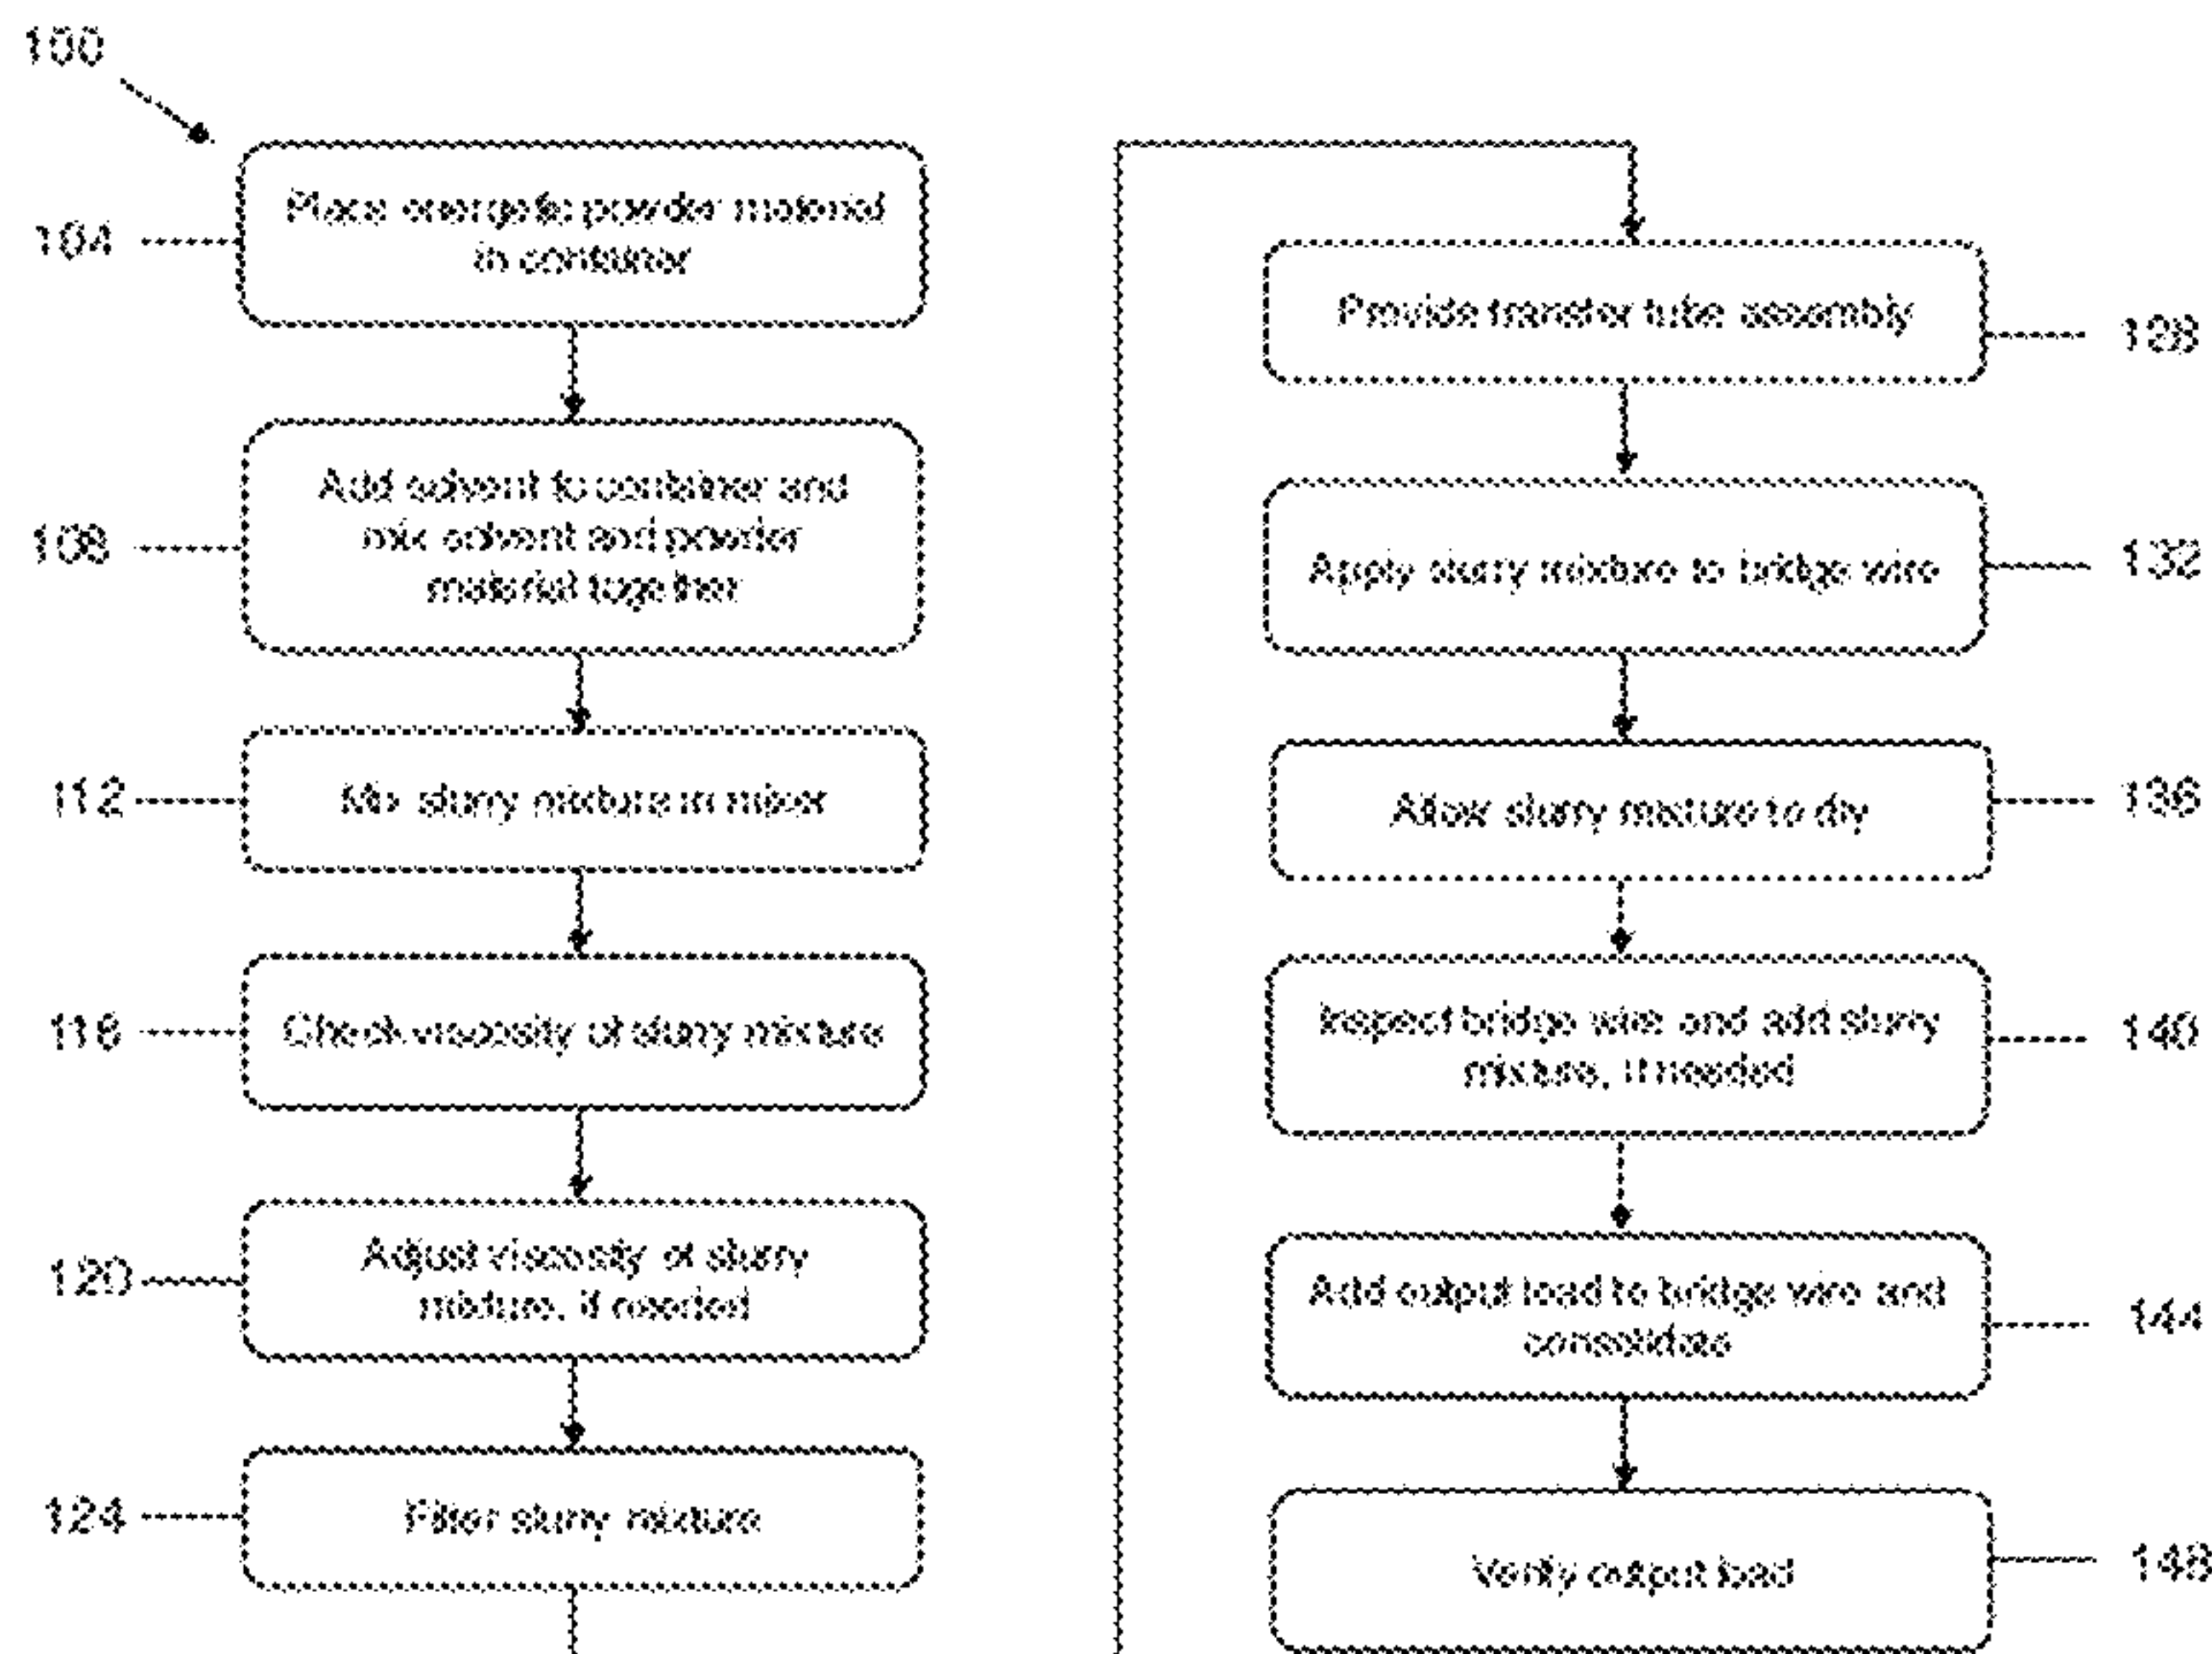 100
104
Place energetic powder material
in container
108
Add solvent to container and
mix solvent and powder
material together
112
Mix slurry mixture in mixer
116
Check viscosity of slurry mixture
120
Adjust viscosity of slurry
mixture, if needed
124
Filter slurry mixture
Provide transfer tube assembly
128
Apply slurry mixture to bridge wire
132
Allow slurry mixture to dry
136
Inspect bridge wire and add slurry
mixture, if needed
140
Add output load to bridge wire and
consolidate
144
Verify output load
148